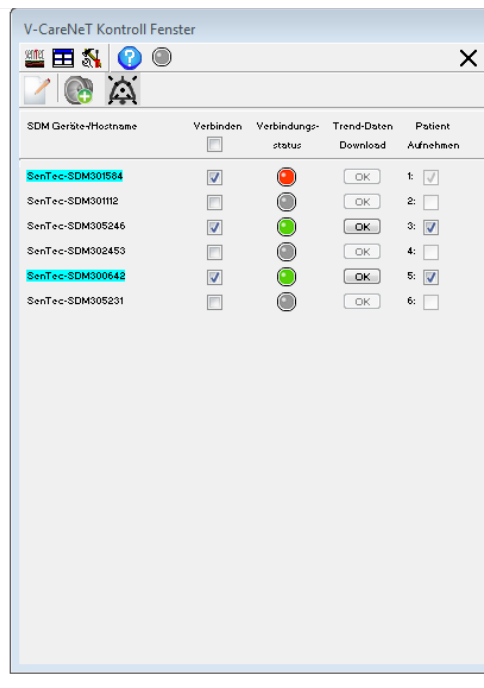 V-CareNeT Kontroll Fenster
SenTec
?
SDM Geräte-/Hostname Verbinden Verbindungs-status Trend-Daten Download Patient Aufnehmen
SenTec-SDM301584 OK 1:
SenTec-SDM301112 OK 2:
SenTec-SDM305246 OK 3:
SenTec-SDM302453 OK 4:
SenTec-SDM300642 OK 5:
SenTec-SDM305231 OK 6: